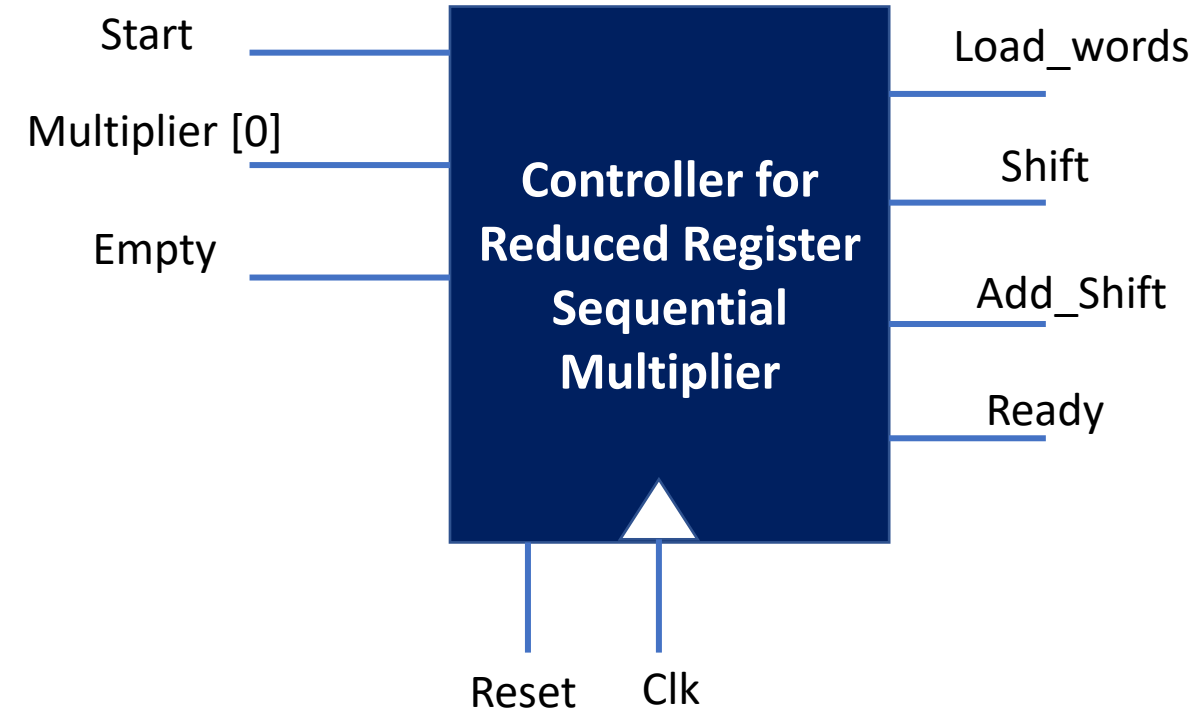 Start
Multiplier [0]
Empty
Controller for
Reduced Register
Sequential
Multiplier
Load_words
Shift
Add_Shift
Ready
Reset
Clk